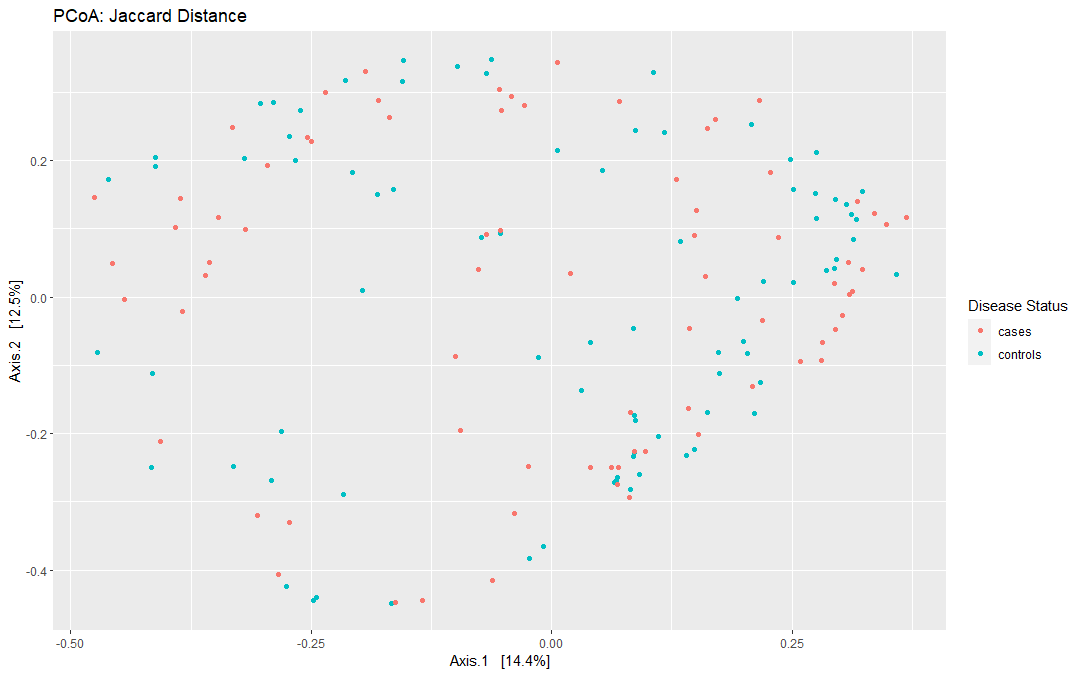 PCoA: Jaccard Distance
0.2
0.0
-0.2
-0.4
Axis.2 [12.5%]
-0.50
-0.25
0.00
0.25
Axis.1 [14.4%]
Disease Status
cases
controls